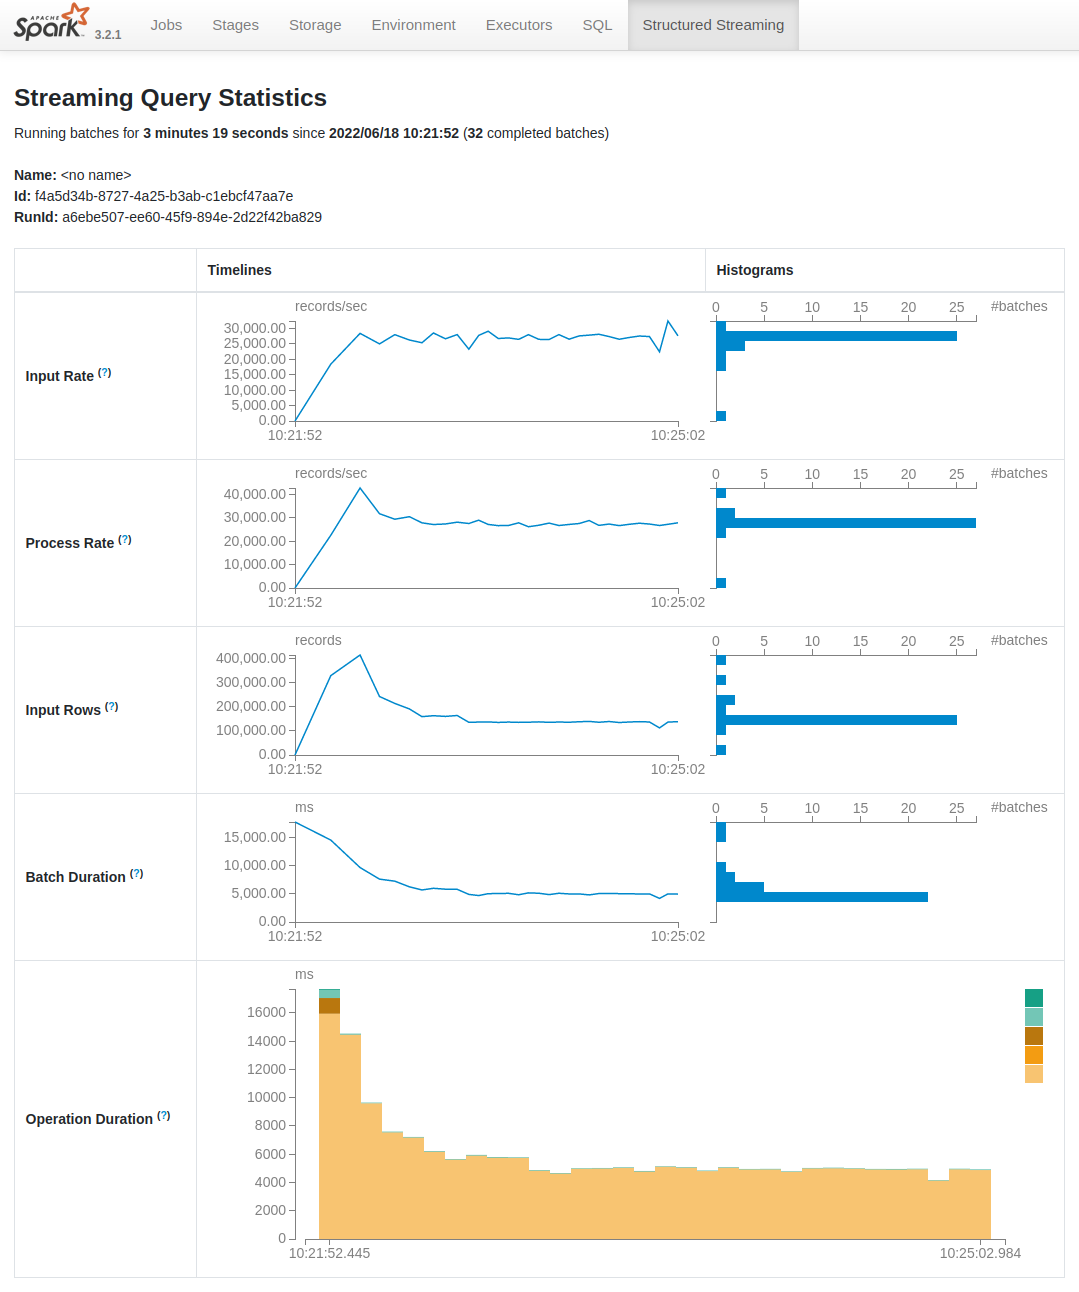 APACHE
Spark 3.2.1 Jobs Stages Storage Environment Executors SQL Structured Streaming
Streaming Query Statistics
Running batches for 3 minutes 19 seconds since 2022/06/18 10:21:52 (32 completed batches)
Name: <no name>
Id: f4a5d34b-8727-4a25-b3ab-c1ebcf47aa7e
RunId: a6ebe507-ee60-45f9-894e-2d22f42ba829
Timelines Histograms
Input Rate (?)
records/sec
30,000.00
25,000.00
20,000.00
15,000.00
10,000.00
5,000.00
0.00
10:21:52 10:25:02
0 5 10 15 20 25 #batches
Process Rate (?)
records/sec
40,000.00
30,000.00
20,000.00
10,000.00
0.00
10:21:52 10:25:02
0 5 10 15 20 25 #batches
Input Rows (?)
records
400,000.00
300,000.00
200,000.00
100,000.00
0.00
10:21:52 10:25:02
0 5 10 15 20 25 #batches
Batch Duration (?)
ms
15,000.00
10,000.00
5,000.00
0.00
10:21:52 10:25:02
0 5 10 15 20 25 #batches
Operation Duration (?)
ms
16000
14000
12000
10000
8000
6000
4000
2000
0
10:21:52.445 10:25:02.984